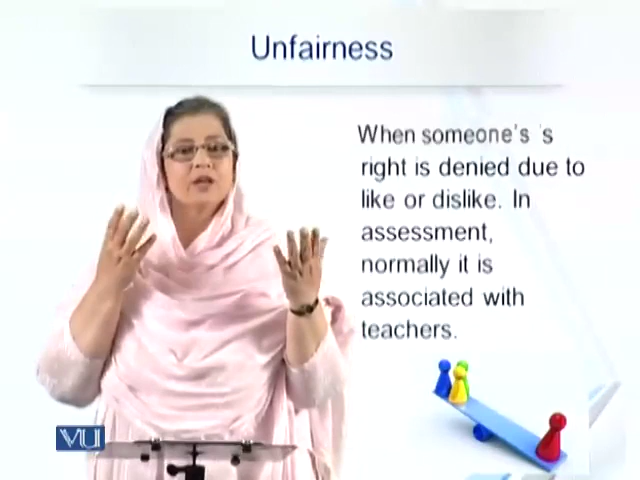 Unfairness
When someone's 's
right is denied due to
like or dislike. In
assessment,
normally it is
associated with
teachers.
VU